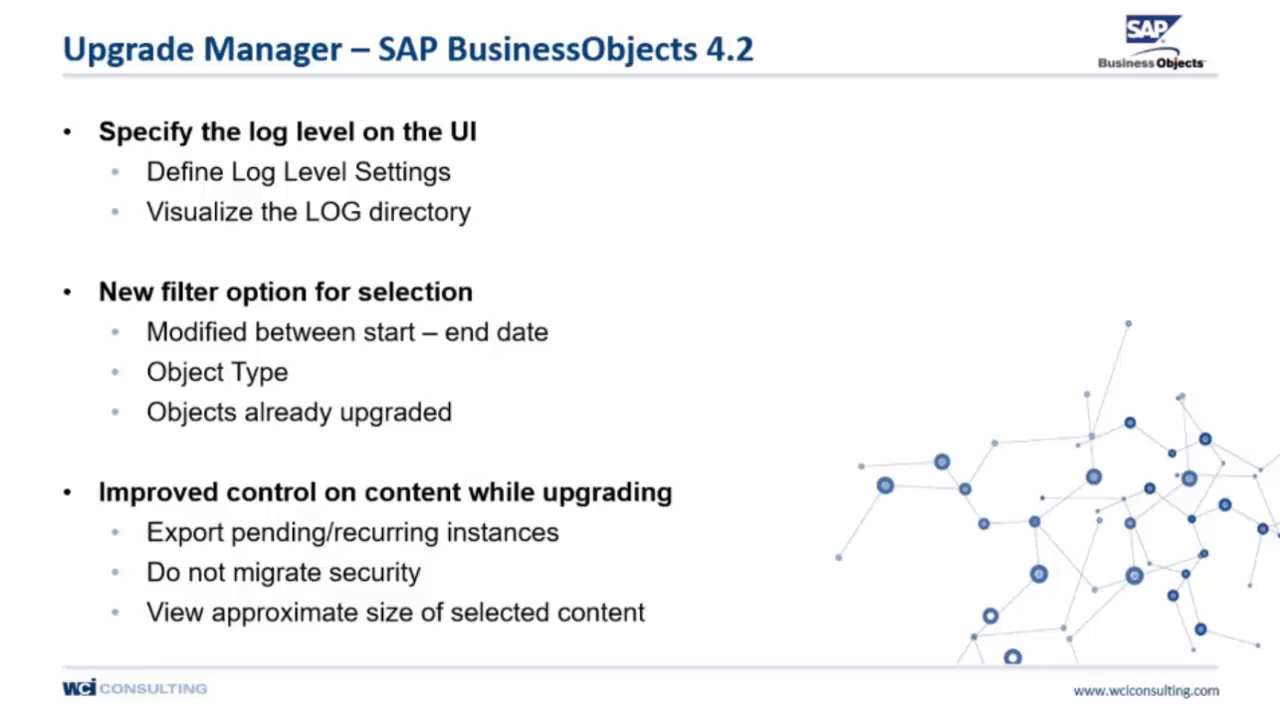 Upgrade Manager – SAP BusinessObjects 4.2
SAP
BusinessObjects
• Specify the log level on the UI
• Define Log Level Settings
• Visualize the LOG directory
• New filter option for selection
• Modified between start – end date
• Object Type
• Objects already upgraded
• Improved control on content while upgrading
• Export pending/recurring instances
• Do not migrate security
• View approximate size of selected content
wci CONSULTING
www.wciconsulting.com